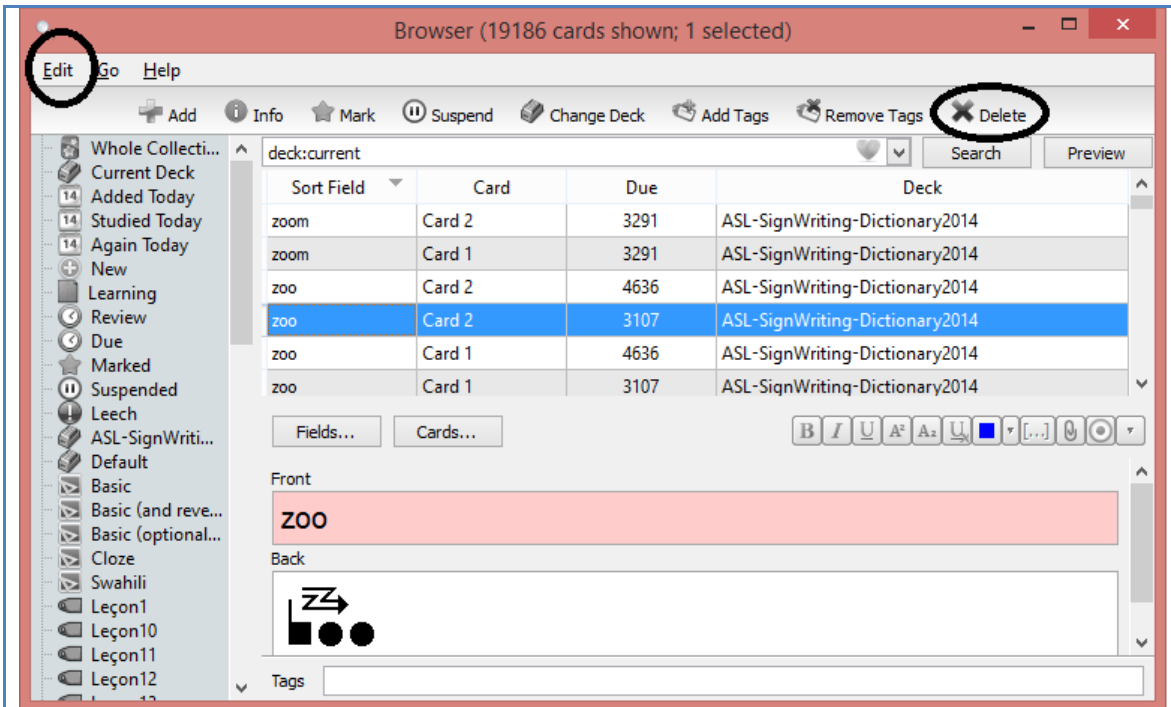 Browser (19186 cards shown; 1 selected)
Edit Go Help
Add Info Mark Suspend Change Deck Add Tags Remove Tags Delete
Whole Collecti...
Current Deck
14 Added Today
14 Studied Today
14 Again Today
New
Learning
Review
Due
Marked
Suspended
Leech
ASL-SignWriti...
Default
Basic
Basic (and reve...
Basic (optional...
Cloze
Swahili
Leçon1
Leçon10
Leçon11
Leçon12
deck:current Search Preview
Sort Field Card Due Deck
zoom Card 2 3291 ASL-SignWriting-Dictionary2014
zoom Card 1 3291 ASL-SignWriting-Dictionary2014
zoo Card 2 4636 ASL-SignWriting-Dictionary2014
zoo Card 2 3107 ASL-SignWriting-Dictionary2014
zoo Card 1 4636 ASL-SignWriting-Dictionary2014
zoo Card 1 3107 ASL-SignWriting-Dictionary2014
Fields... Cards... B I U A² A₂ U [...]
Front
zoo
Back
Tags